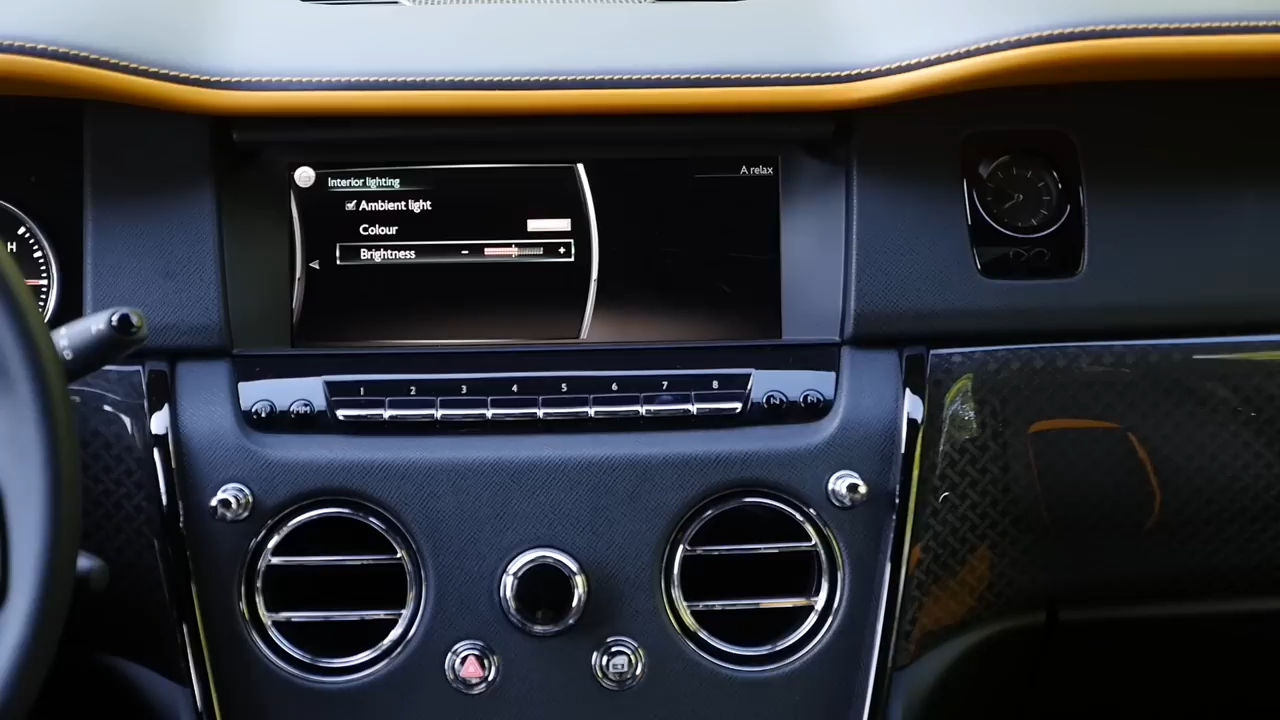 A relax
Interior lighting
Ambient light
Colour
Brightness - +
1 2 3 4 5 6 7 8
H